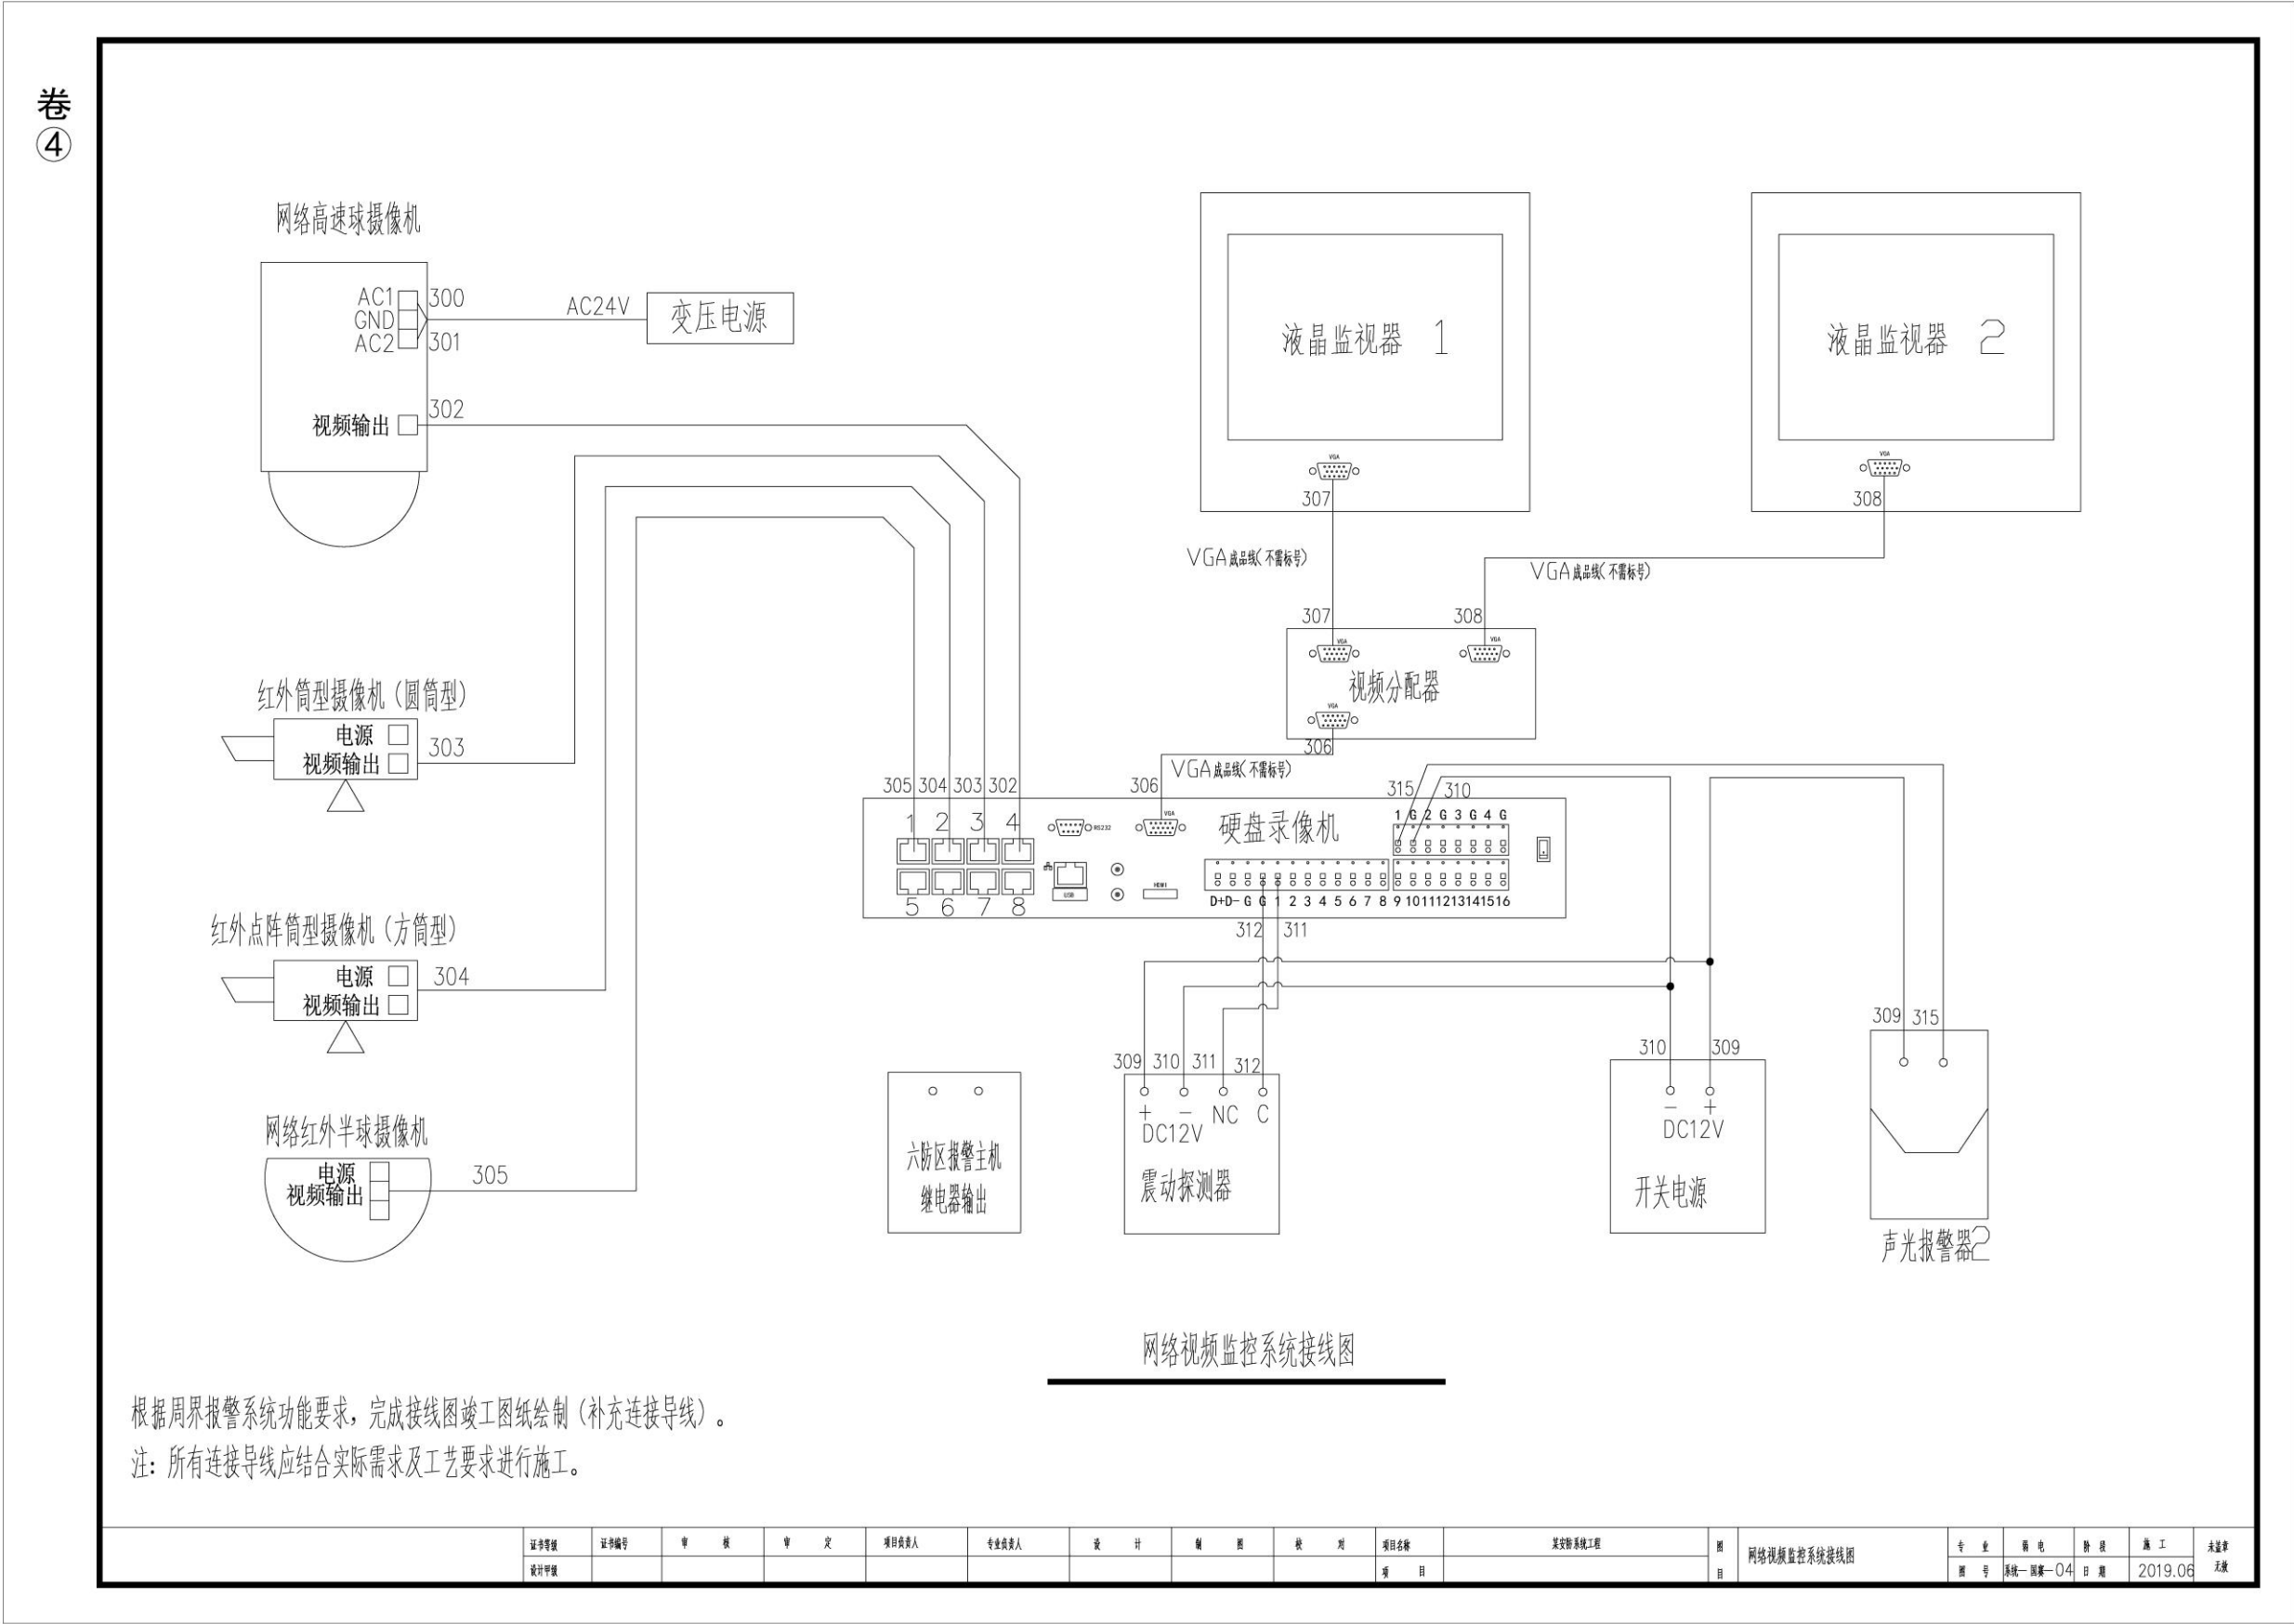 卷
④
网络高速球摄像机
AC1
GND
AC2
300
301
AC24V
变压电源
视频输出
302
液晶监视器 1
VGA
307
液晶监视器 2
VGA
308
VGA成品线(不需标号)
VGA成品线(不需标号)
307
308
VGA
VGA
视频分配器
VGA
306
VGA成品线(不需标号)
红外筒型摄像机（圆筒型）
电源
视频输出
303
305 304 303 302
306
315 310
1 2 3 4
RS232
VGA
硬盘录像机
1 G 2 G 3 G 4 G
USB
HDMI
5 6 7 8
D+D- G G 1 2 3 4 5 6 7 8 9 10111213141516
312 311
红外点阵筒型摄像机（方筒型）
电源
视频输出
304
网络红外半球摄像机
电源
视频输出
305
六防区报警主机
继电器输出
309 310 311 312
+ − NC C
DC12V
震动探测器
310 309
− +
DC12V
开关电源
309 315
声光报警器2
网络视频监控系统接线图
根据周界报警系统功能要求，完成接线图竣工图纸绘制（补充连接导线）。
注：所有连接导线应结合实际需求及工艺要求进行施工。
证书等级 证书编号 审 核 审 定 项目负责人 专业负责人 设 计 制 图 校 对 项目名称 某安防系统工程 图 网络视频监控系统接线图 专 业 弱 电 阶 段 施 工 未盖章
设计甲级 项 目 目 图 号 系统—国赛—04 日 期 2019.06 无效